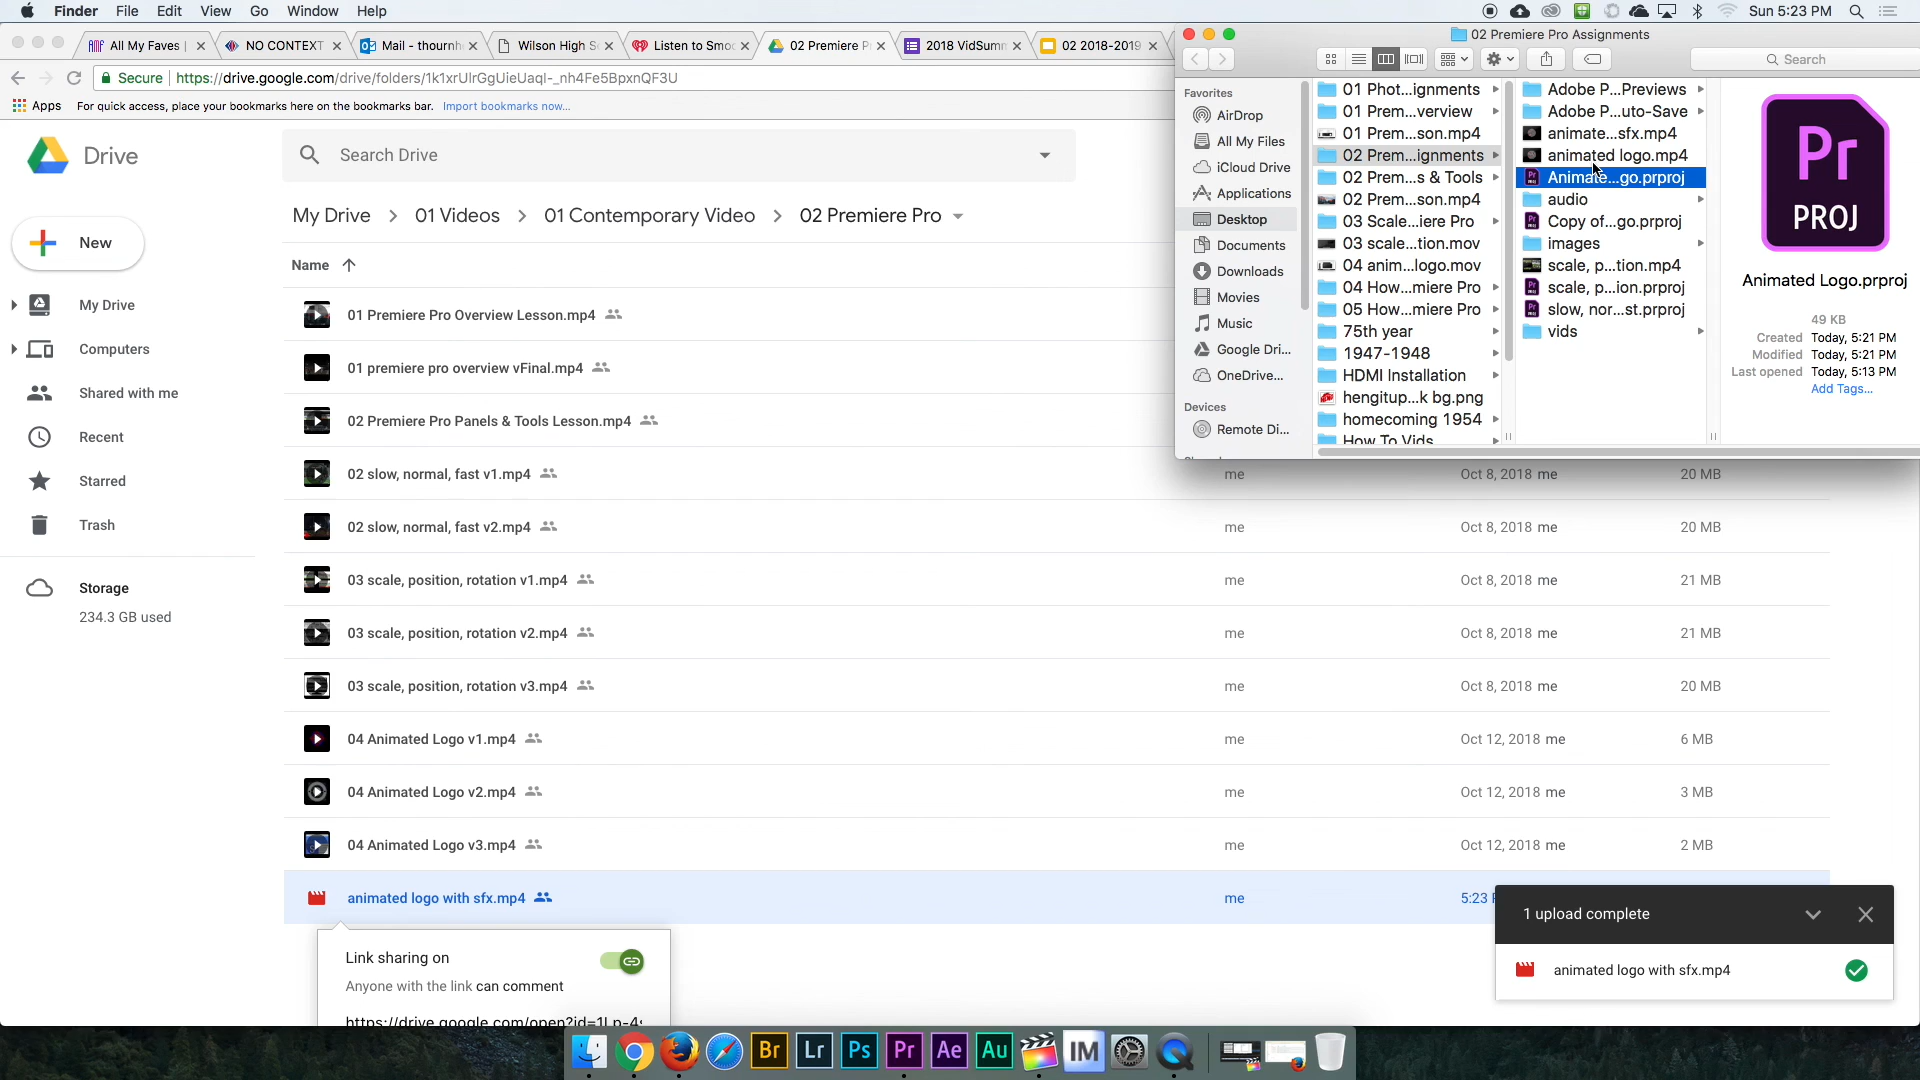 Finder File Edit View Go Window Help
Sun 5:23 PM
All My Faves |
NO CONTEXT
Mail - thournh
Wilson High S
Listen to Smoo
02 Premiere P
2018 VidSumm
02 2018-2019
Secure
https://drive.google.com/drive/folders/1k1xrUlrGgUieUaql-_nh4Fe5BpxnQF3U
Apps
For quick access, place your bookmarks here on the bookmarks bar.
Import bookmarks now...
Drive
Search Drive
New
My Drive
Computers
Shared with me
Recent
Starred
Trash
Storage
234.3 GB used
My Drive > 01 Videos > 01 Contemporary Video > 02 Premiere Pro
Name
01 Premiere Pro Overview Lesson.mp4
01 premiere pro overview vFinal.mp4
02 Premiere Pro Panels & Tools Lesson.mp4
02 slow, normal, fast v1.mp4 me Oct 8, 2018 me 20 MB
02 slow, normal, fast v2.mp4 me Oct 8, 2018 me 20 MB
03 scale, position, rotation v1.mp4 me Oct 8, 2018 me 21 MB
03 scale, position, rotation v2.mp4 me Oct 8, 2018 me 21 MB
03 scale, position, rotation v3.mp4 me Oct 8, 2018 me 20 MB
04 Animated Logo v1.mp4 me Oct 12, 2018 me 6 MB
04 Animated Logo v2.mp4 me Oct 12, 2018 me 3 MB
04 Animated Logo v3.mp4 me Oct 12, 2018 me 2 MB
animated logo with sfx.mp4 me 5:23
Link sharing on
Anyone with the link can comment
https://drive.google.com/open?id=1Lp-4
1 upload complete
animated logo with sfx.mp4
02 Premiere Pro Assignments
Search
Favorites
AirDrop
All My Files
iCloud Drive
Applications
Desktop
Documents
Downloads
Movies
Music
Google Dri...
OneDrive...
Devices
Remote Di...
01 Phot...ignments
01 Prem...verview
01 Prem...son.mp4
02 Prem...ignments
02 Prem...s & Tools
02 Prem...son.mp4
03 Scale...iere Pro
03 scale...tion.mov
04 anim...logo.mov
04 How...miere Pro
05 How...miere Pro
75th year
1947-1948
HDMI Installation
hengitup...k bg.png
homecoming 1954
How To Vids
Adobe P...Previews
Adobe P...uto-Save
animate...sfx.mp4
animated logo.mp4
Animate...go.prproj
audio
Copy of...go.prproj
images
scale, p...tion.mp4
scale, p...ion.prproj
slow, nor...st.prproj
vids
Pr
PROJ
Animated Logo.prproj
49 KB
Created Today, 5:21 PM
Modified Today, 5:21 PM
Last opened Today, 5:13 PM
Add Tags...
Br Lr Ps Pr Ae Au IM